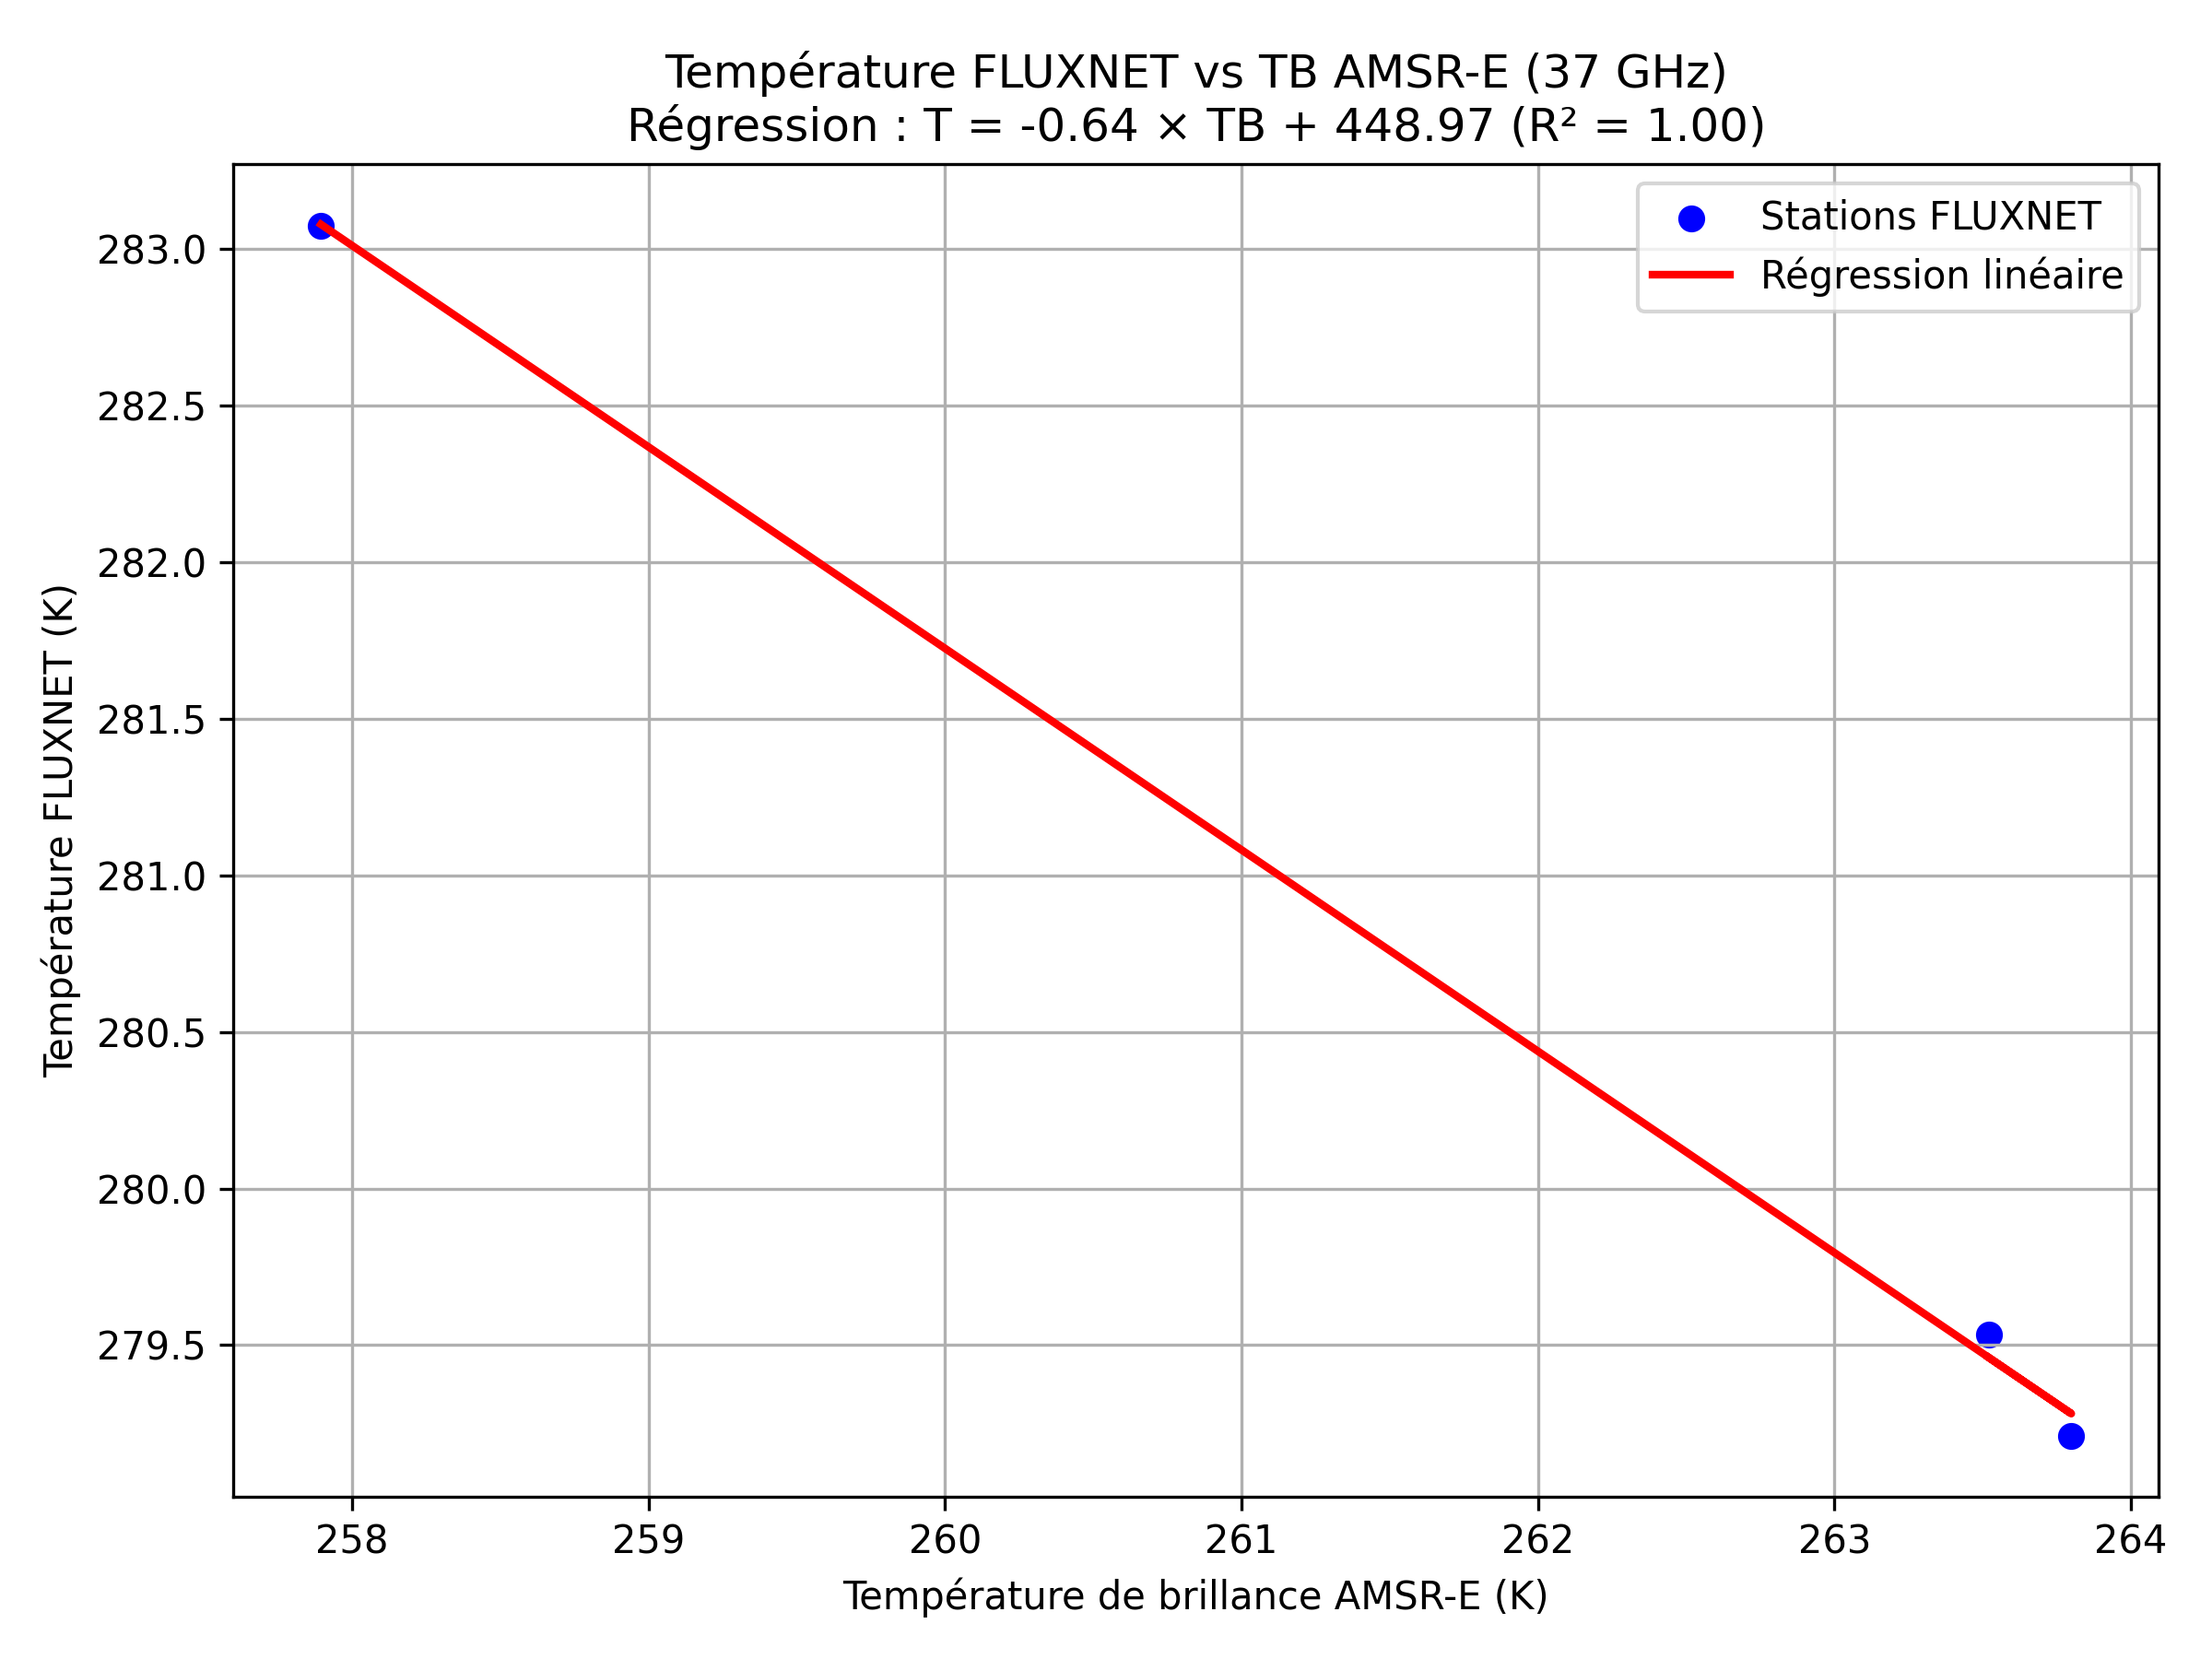 Température FLUXNET vs TB AMSR-E (37 GHz)
Régression : T = -0.64 × TB + 448.97 (R² = 1.00)
Stations FLUXNET
Régression linéaire
Température FLUXNET (K)
283.0
282.5
282.0
281.5
281.0
280.5
280.0
279.5
258 259 260 261 262 263 264
Température de brillance AMSR-E (K)